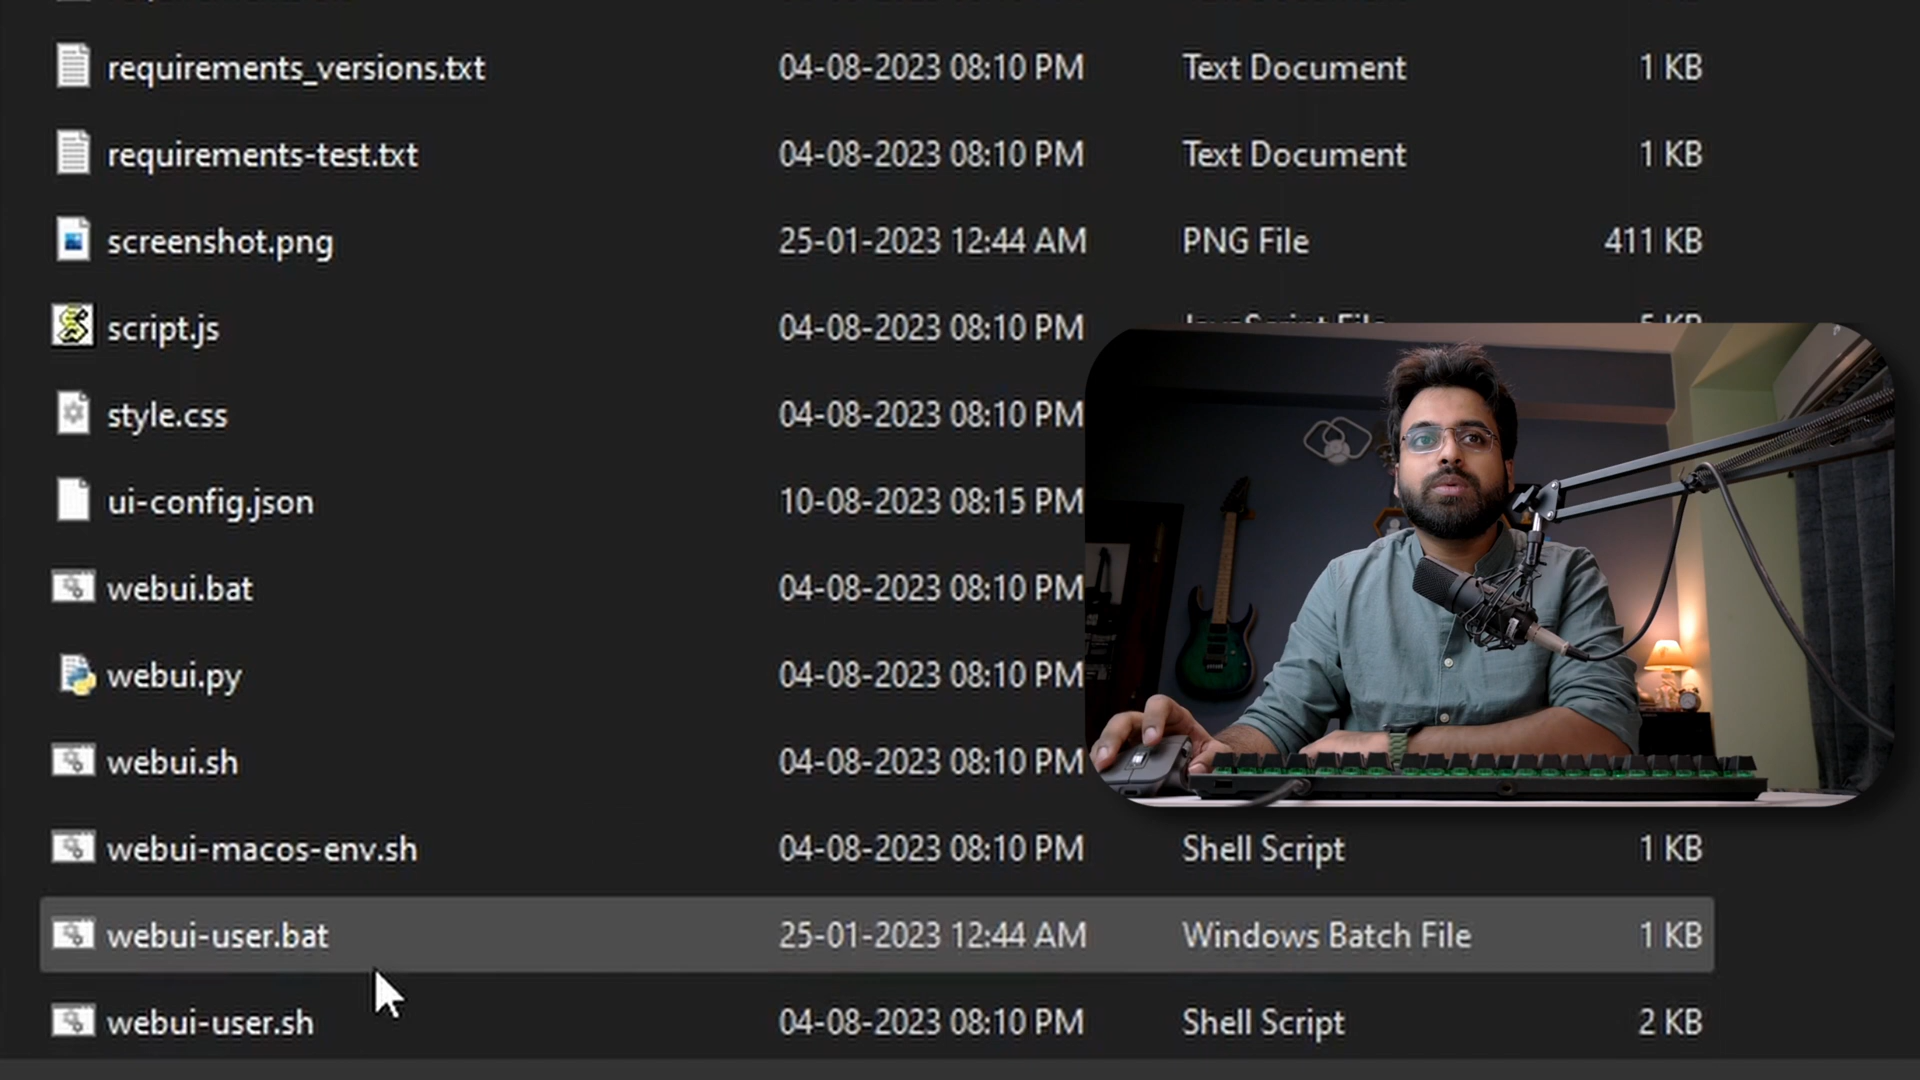 requirements_versions.txt 04-08-2023 08:10 PM Text Document 1 KB
requirements-test.txt 04-08-2023 08:10 PM Text Document 1 KB
screenshot.png 25-01-2023 12:44 AM PNG File 411 KB
script.js 04-08-2023 08:10 PM JavaScript File 5 KB
style.css 04-08-2023 08:10 PM
ui-config.json 10-08-2023 08:15 PM
webui.bat 04-08-2023 08:10 PM
webui.py 04-08-2023 08:10 PM
webui.sh 04-08-2023 08:10 PM
webui-macos-env.sh 04-08-2023 08:10 PM Shell Script 1 KB
webui-user.bat 25-01-2023 12:44 AM Windows Batch File 1 KB
webui-user.sh 04-08-2023 08:10 PM Shell Script 2 KB